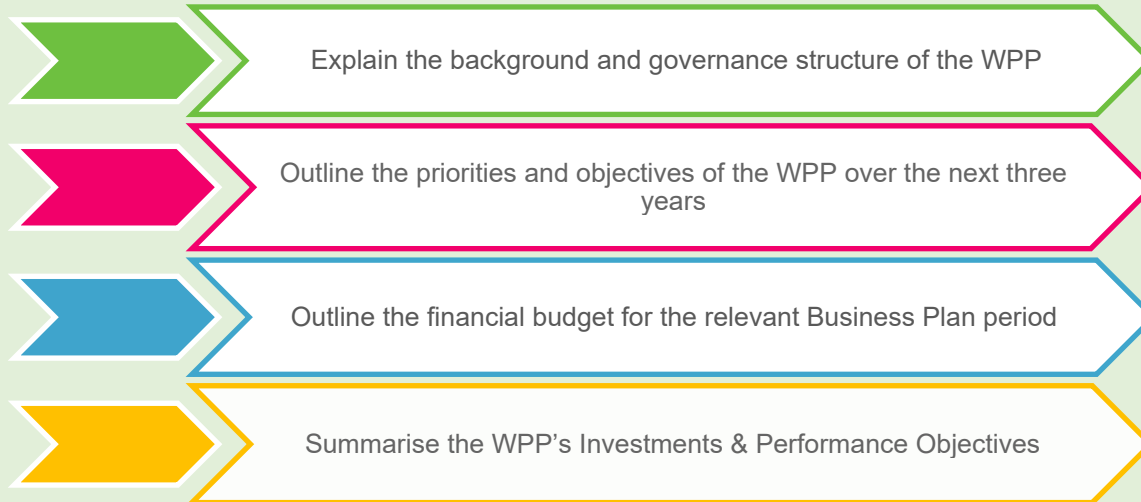 Explain the background and governance structure of the WPP
Outline the priorities and objectives of the WPP over the next three
years
Outline the financial budget for the relevant Business Plan period
Summarise the WPP's Investments & Performance Objectives